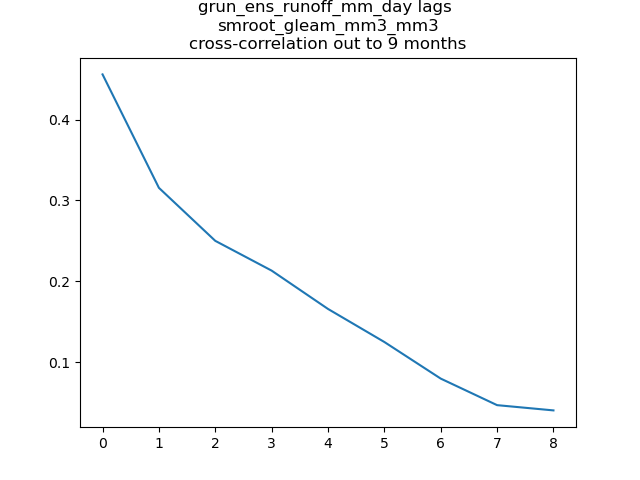 grun_ens_runoff_mm_day lags
smroot_gleam_mm3_mm3
cross-correlation out to 9 months
0.4
0.3
0.2
0.1
0 1 2 3 4 5 6 7 8